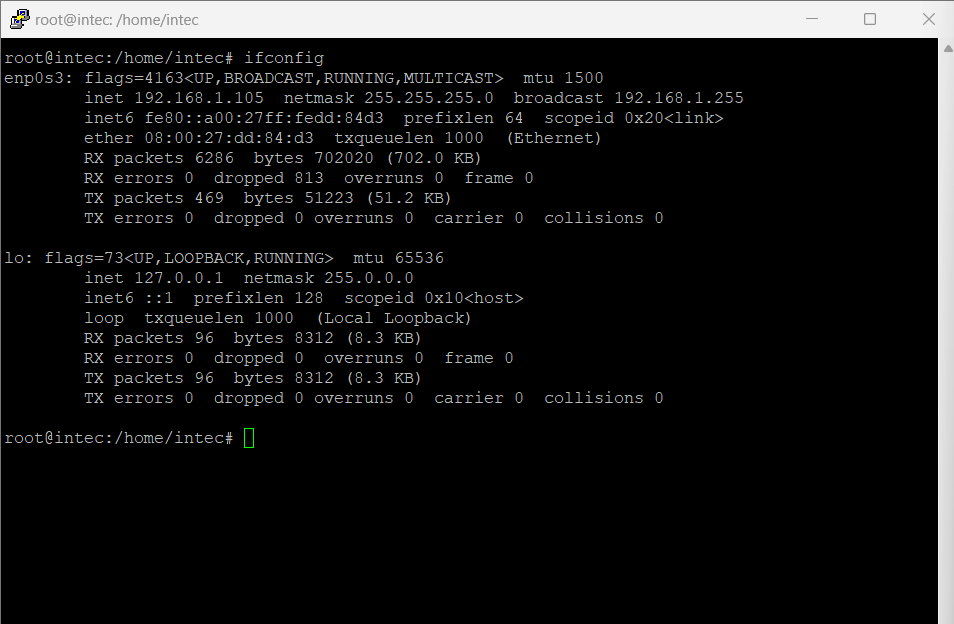 root@intec: /home/intec
root@intec:/home/intec# ifconfig
enp0s3: flags=4163<UP,BROADCAST,RUNNING,MULTICAST>  mtu 1500
        inet 192.168.1.105  netmask 255.255.255.0  broadcast 192.168.1.255
        inet6 fe80::a00:27ff:fedd:84d3  prefixlen 64  scopeid 0x20<link>
        ether 08:00:27:dd:84:d3  txqueuelen 1000  (Ethernet)
        RX packets 6286  bytes 702020 (702.0 KB)
        RX errors 0  dropped 813  overruns 0  frame 0
        TX packets 469  bytes 51223 (51.2 KB)
        TX errors 0  dropped 0 overruns 0  carrier 0  collisions 0

lo: flags=73<UP,LOOPBACK,RUNNING>  mtu 65536
        inet 127.0.0.1  netmask 255.0.0.0
        inet6 ::1  prefixlen 128  scopeid 0x10<host>
        loop  txqueuelen 1000  (Local Loopback)
        RX packets 96  bytes 8312 (8.3 KB)
        RX errors 0  dropped 0  overruns 0  frame 0
        TX packets 96  bytes 8312 (8.3 KB)
        TX errors 0  dropped 0 overruns 0  carrier 0  collisions 0

root@intec:/home/intec#